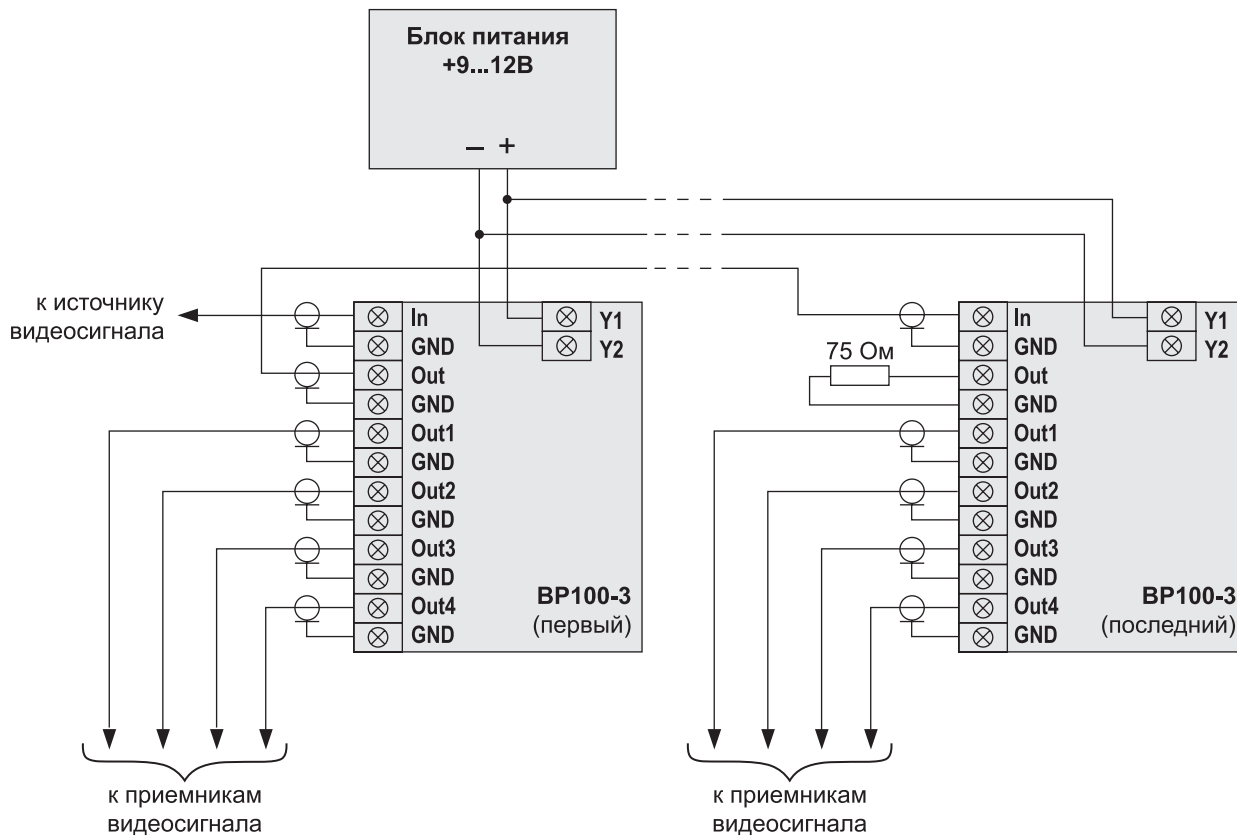 Блок питания
+9...12В
– +
к источнику
видеосигнала
In
GND
Out
GND
Out1
GND
Out2
GND
Out3
GND
Out4
GND
Y1
Y2
BP100-3
(первый)
к приемникам
видеосигнала
75 Ом
In
GND
Out
GND
Out1
GND
Out2
GND
Out3
GND
Out4
GND
Y1
Y2
BP100-3
(последний)
к приемникам
видеосигнала